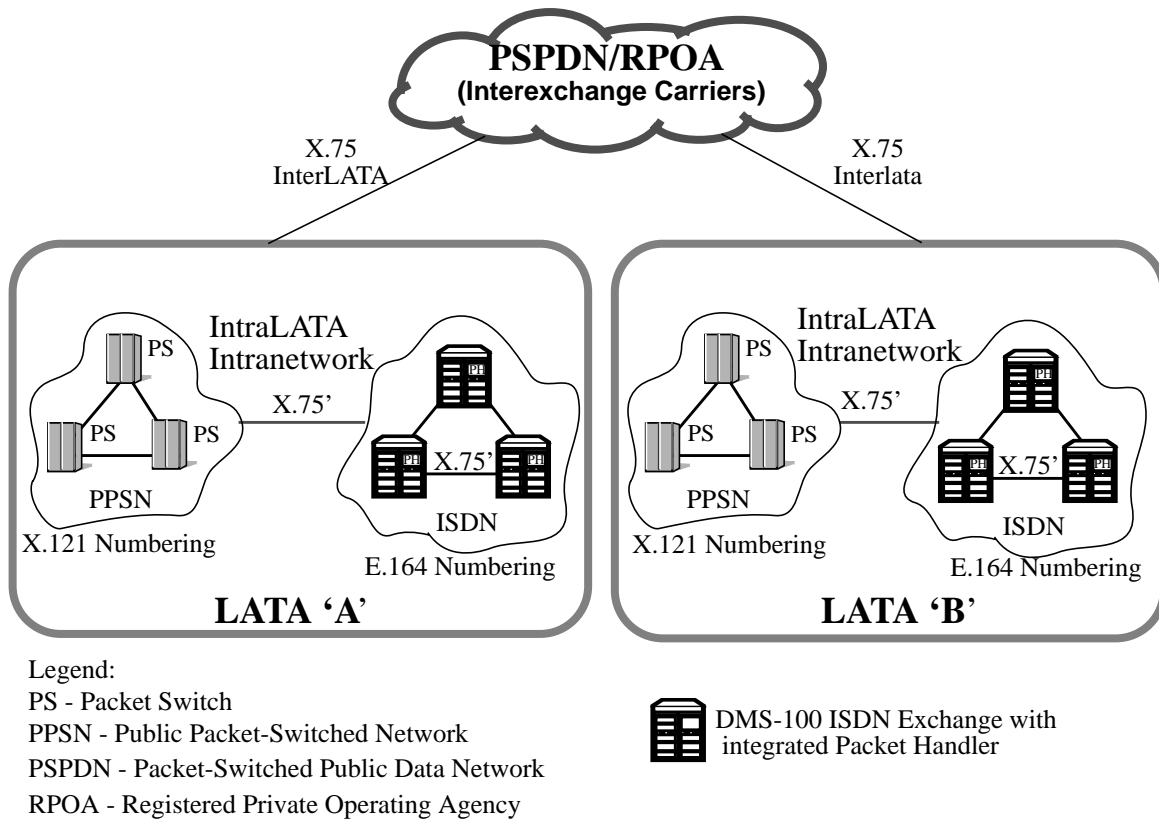 PSPDN/RPOA
(Interexchange Carriers)
X.75
InterLATA
X.75
Interlata
IntraLATA
Intranetwork
PS
PS
PS
X.75’
PPSN
X.121 Numbering
PH
PH
PH
X.75’
ISDN
E.164 Numbering
LATA ‘A’
IntraLATA
Intranetwork
PS
PS
PS
X.75’
PPSN
X.121 Numbering
PH
PH
PH
X.75’
ISDN
E.164 Numbering
LATA ‘B’
Legend:
PS - Packet Switch
PPSN - Public Packet-Switched Network
PSPDN - Packet-Switched Public Data Network
RPOA - Registered Private Operating Agency
DMS-100 ISDN Exchange with
integrated Packet Handler